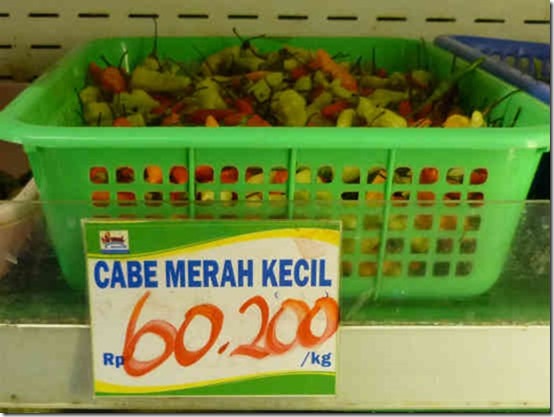 CABE MERAH KECIL
Rp 60.200 /kg